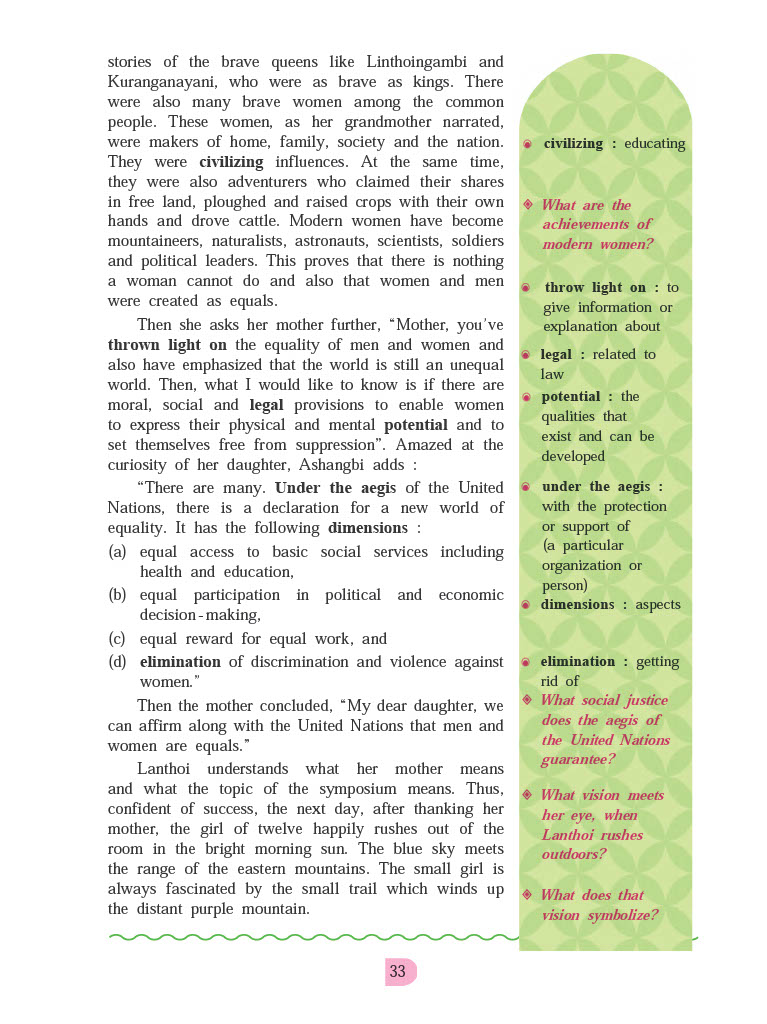 stories of the brave queens like Linthoingambi and
Kuranganayani, who were as brave as kings. There
were also many brave women among the common
people. These women, as her grandmother narrated,
were makers of home, family, society and the nation.
They were civilizing influences. At the same time,
they were also adventurers who claimed their shares
in free land, ploughed and raised crops with their own
hands and drove cattle. Modern women have become
mountaineers, naturalists, astronauts, scientists, soldiers
and political leaders. This proves that there is nothing
a woman cannot do and also that women and men
were created as equals.
Then she asks her mother further, “Mother, you’ve
thrown light on the equality of men and women and
also have emphasized that the world is still an unequal
world. Then, what I would like to know is if there are
moral, social and legal provisions to enable women
to express their physical and mental potential and to
set themselves free from suppression”. Amazed at the
curiosity of her daughter, Ashangbi adds :
“There are many. Under the aegis of the United
Nations, there is a declaration for a new world of
equality. It has the following dimensions :
(a) equal access to basic social services including
health and education,
(b) equal participation in political and economic
decision-making,
(c) equal reward for equal work, and
(d) elimination of discrimination and violence against
women.”
Then the mother concluded, “My dear daughter, we
can affirm along with the United Nations that men and
women are equals.”
Lanthoi understands what her mother means
and what the topic of the symposium means. Thus,
confident of success, the next day, after thanking her
mother, the girl of twelve happily rushes out of the
room in the bright morning sun. The blue sky meets
the range of the eastern mountains. The small girl is
always fascinated by the small trail which winds up
the distant purple mountain.
civilizing : educating
What are the
achievements of
modern women?
throw light on : to
give information or
explanation about
legal : related to
law
potential : the
qualities that
exist and can be
developed
under the aegis :
with the protection
or support of
(a particular
organization or
person)
dimensions : aspects
elimination : getting
rid of
What social justice
does the aegis of
the United Nations
guarantee?
What vision meets
her eye, when
Lanthoi rushes
outdoors?
What does that
vision symbolize?
33